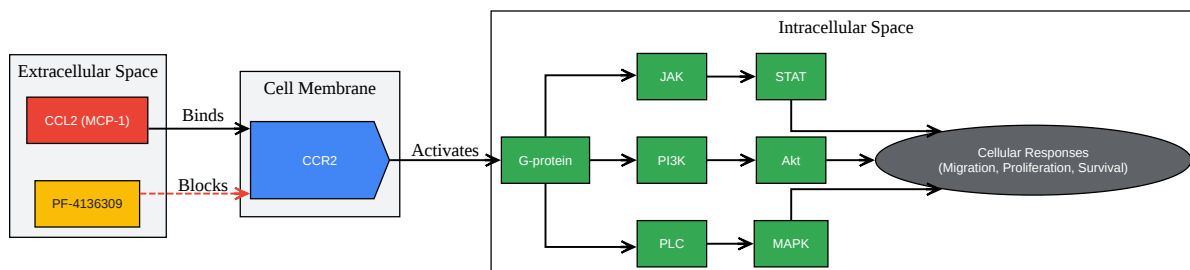 Intracellular Space
Extracellular Space
Cell Membrane
JAK
STAT
CCL2 (MCP-1)
Binds
CCR2
Activates
G-protein
PI3K
Akt
Cellular Responses
(Migration, Proliferation, Survival)
Blocks
PF-4136309
PLC
MAPK